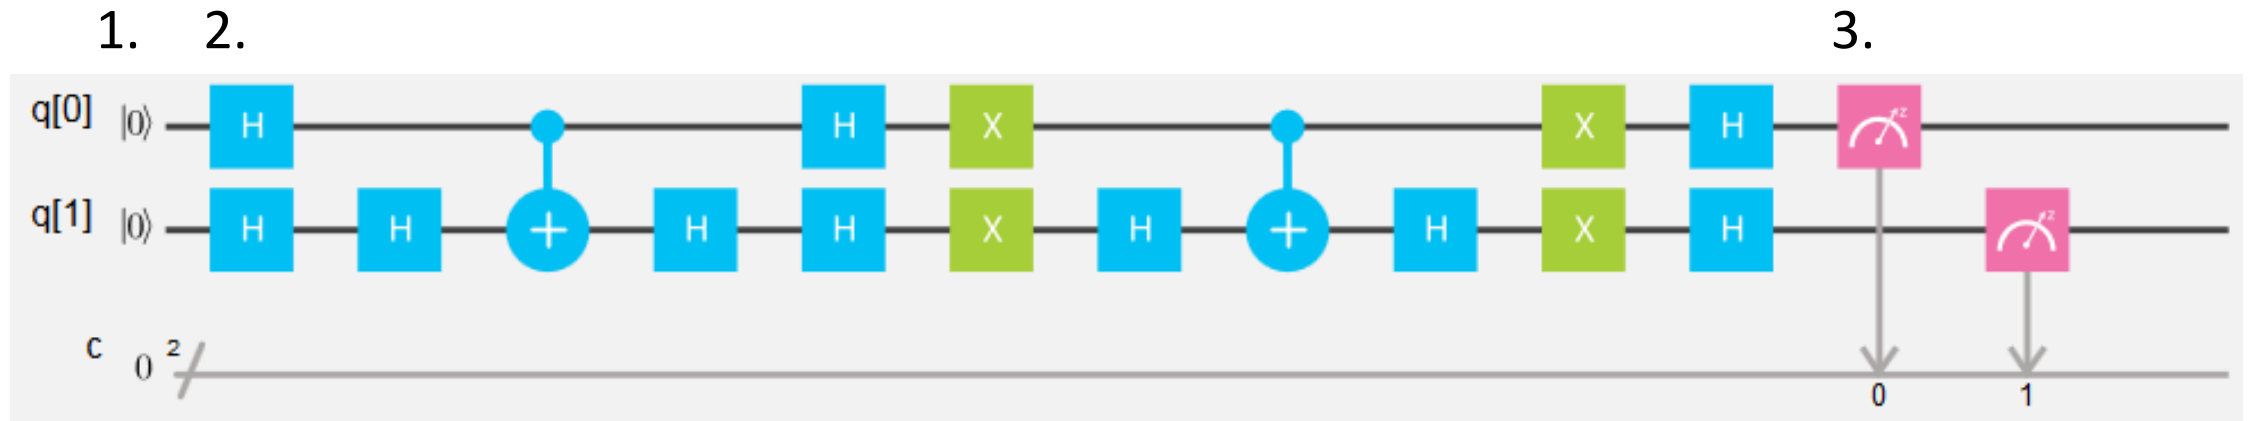 1. 2. 3.
q[0] |0⟩ H H X X H z
q[1] |0⟩ H H H H X H H X H z
c 0 2
0 1